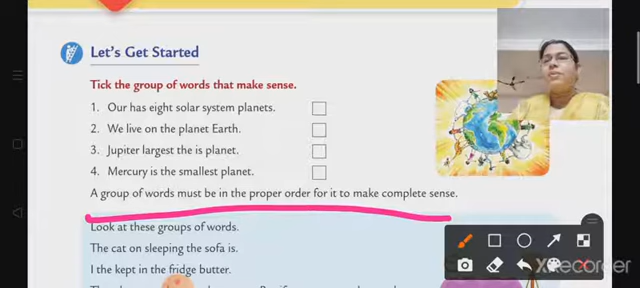 Let's Get Started
Tick the group of words that make sense.
1. Our has eight solar system planets.
2. We live on the planet Earth.
3. Jupiter largest the is planet.
4. Mercury is the smallest planet.
A group of words must be in the proper order for it to make complete sense.
Look at these groups of words.
The cat on sleeping the sofa is.
I the kept in the fridge butter.
XRecorder